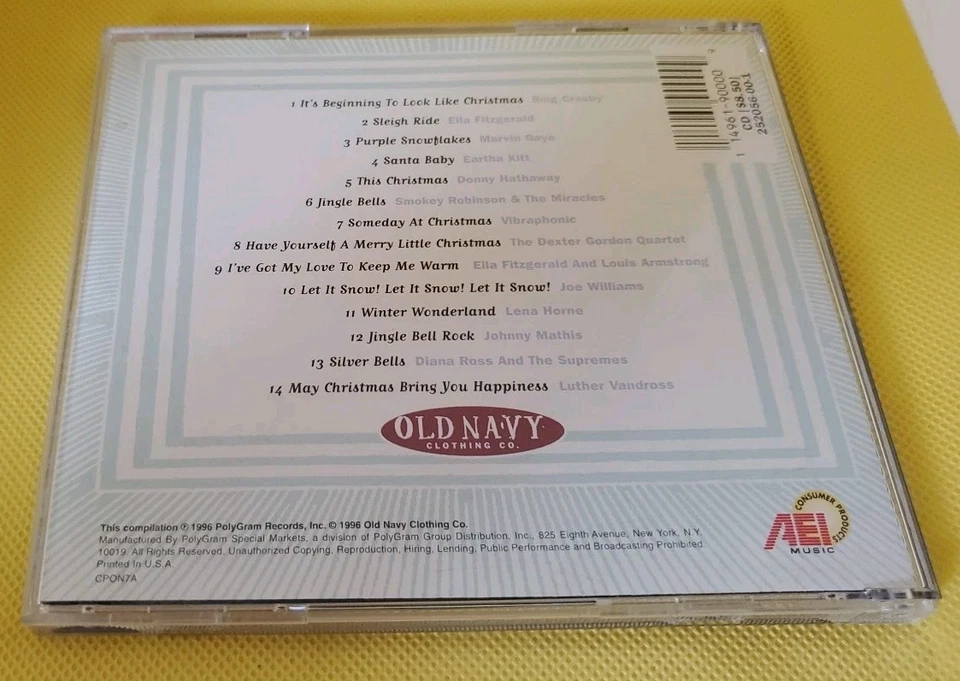 1 It's Beginning To Look Like Christmas Bing Crosby
2 Sleigh Ride Ella Fitzgerald
3 Purple Snowflakes Marvin Gaye
4 Santa Baby Eartha Kitt
5 This Christmas Donny Hathaway
6 Jingle Bells Smokey Robinson & The Miracles
7 Someday At Christmas Vibraphonic
8 Have Yourself A Merry Little Christmas The Dexter Gordon Quartet
9 I've Got My Love To Keep Me Warm Ella Fitzgerald And Louis Armstrong
10 Let It Snow! Let It Snow! Let It Snow! Joe Williams
11 Winter Wonderland Lena Horne
12 Jingle Bell Rock Johnny Mathis
13 Silver Bells Diana Ross And The Supremes
14 May Christmas Bring You Happiness Luther Vandross
1 14961-90000 9
CD $8.50
252056-00-1
OLD NAVY
CLOTHING CO.
This compilation ℗ 1996 PolyGram Records, Inc. © 1996 Old Navy Clothing Co.
Manufactured By PolyGram Special Markets, a division of PolyGram Group Distribution, Inc., 825 Eighth Avenue, New York, N.Y.
10019. All Rights Reserved. Unauthorized Copying, Reproduction, Hiring, Lending, Public Performance and Broadcasting Prohibited.
Printed In U.S.A.
CPON7A
AEI
MUSIC
CONSUMER PRODUCTS